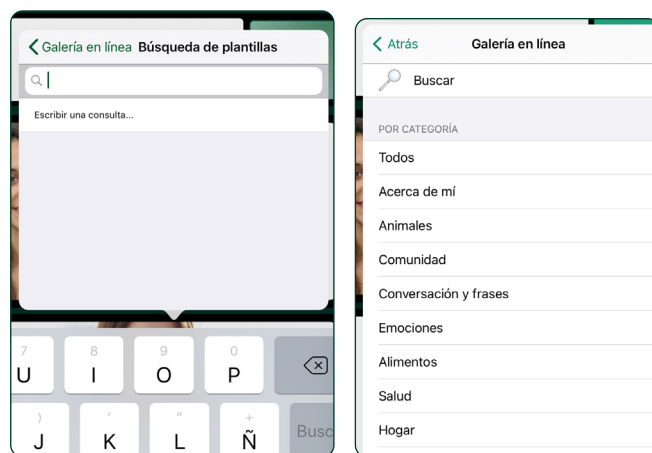 Galería en línea Búsqueda de plantillas
Escribir una consulta...
7 8 9 0
U I O P
) ' " +
J K L Ñ Busc
Atrás Galería en línea
Buscar
POR CATEGORÍA
Todos
Acerca de mí
Animales
Comunidad
Conversación y frases
Emociones
Alimentos
Salud
Hogar